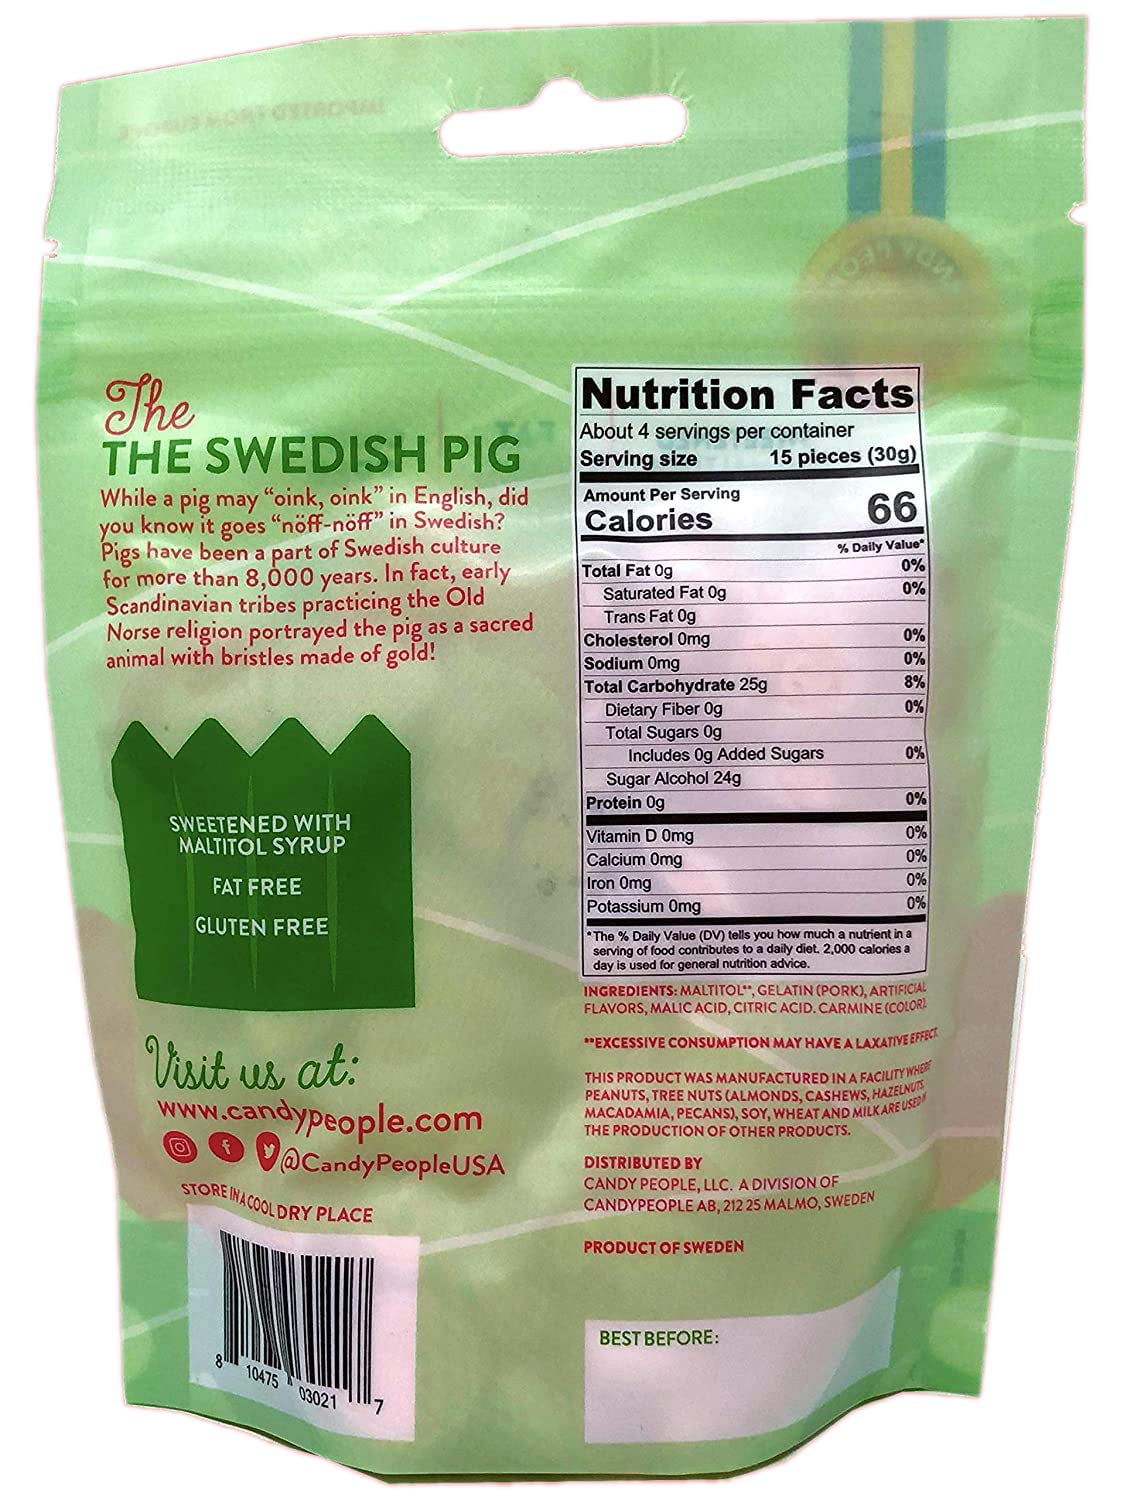 The
THE SWEDISH PIG
While a pig may “oink, oink” in English, did
you know it goes “nöff-nöff” in Swedish?
Pigs have been a part of Swedish culture
for more than 8,000 years. In fact, early
Scandinavian tribes practicing the Old
Norse religion portrayed the pig as a sacred
animal with bristles made of gold!
SWEETENED WITH
MALTITOL SYRUP
FAT FREE
GLUTEN FREE
Visit us at:
www.candypeople.com
@CandyPeopleUSA
STORE IN A COOL DRY PLACE
8 10475 03021 7
Nutrition Facts
About 4 servings per container
Serving size 15 pieces (30g)
Amount Per Serving
Calories 66
% Daily Value*
Total Fat 0g 0%
Saturated Fat 0g 0%
Trans Fat 0g
Cholesterol 0mg 0%
Sodium 0mg 0%
Total Carbohydrate 25g 8%
Dietary Fiber 0g 0%
Total Sugars 0g
Includes 0g Added Sugars 0%
Sugar Alcohol 24g
Protein 0g 0%
Vitamin D 0mg 0%
Calcium 0mg 0%
Iron 0mg 0%
Potassium 0mg 0%
*The % Daily Value (DV) tells you how much a nutrient in a
serving of food contributes to a daily diet. 2,000 calories a
day is used for general nutrition advice.
INGREDIENTS: MALTITOL**, GELATIN (PORK), ARTIFICIAL
FLAVORS, MALIC ACID, CITRIC ACID. CARMINE (COLOR).
**EXCESSIVE CONSUMPTION MAY HAVE A LAXATIVE EFFECT.
THIS PRODUCT WAS MANUFACTURED IN A FACILITY WHERE
PEANUTS, TREE NUTS (ALMONDS, CASHEWS, HAZELNUTS,
MACADAMIA, PECANS), SOY, WHEAT AND MILK ARE USED IN
THE PRODUCTION OF OTHER PRODUCTS.
DISTRIBUTED BY
CANDY PEOPLE, LLC. A DIVISION OF
CANDYPEOPLE AB, 212 25 MALMO, SWEDEN
PRODUCT OF SWEDEN
BEST BEFORE: